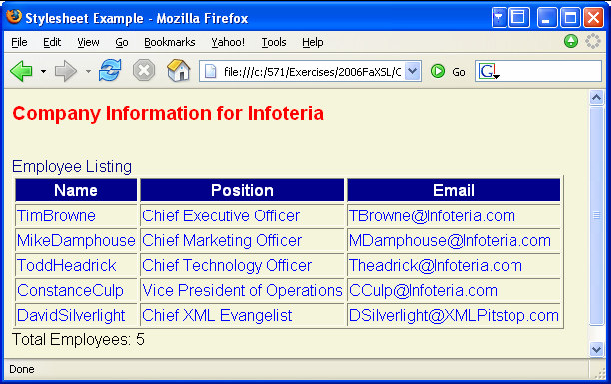 Stylesheet Example - Mozilla Firefox
File Edit View Go Bookmarks Yahoo! Tools Help
file:///c:/571/Exercises/2006FaXSL/C Go G
Company Information for Infoteria
Employee Listing
Name Position Email
TimBrowne Chief Executive Officer TBrowne@Infoteria.com
MikeDamphouse Chief Marketing Officer MDamphouse@Infoteria.com
ToddHeadrick Chief Technology Officer Theadrick@Infoteria.com
ConstanceCulp Vice President of Operations CCulp@Infoteria.com
DavidSilverlight Chief XML Evangelist DSilverlight@XMLPitstop.com
Total Employees: 5
Done